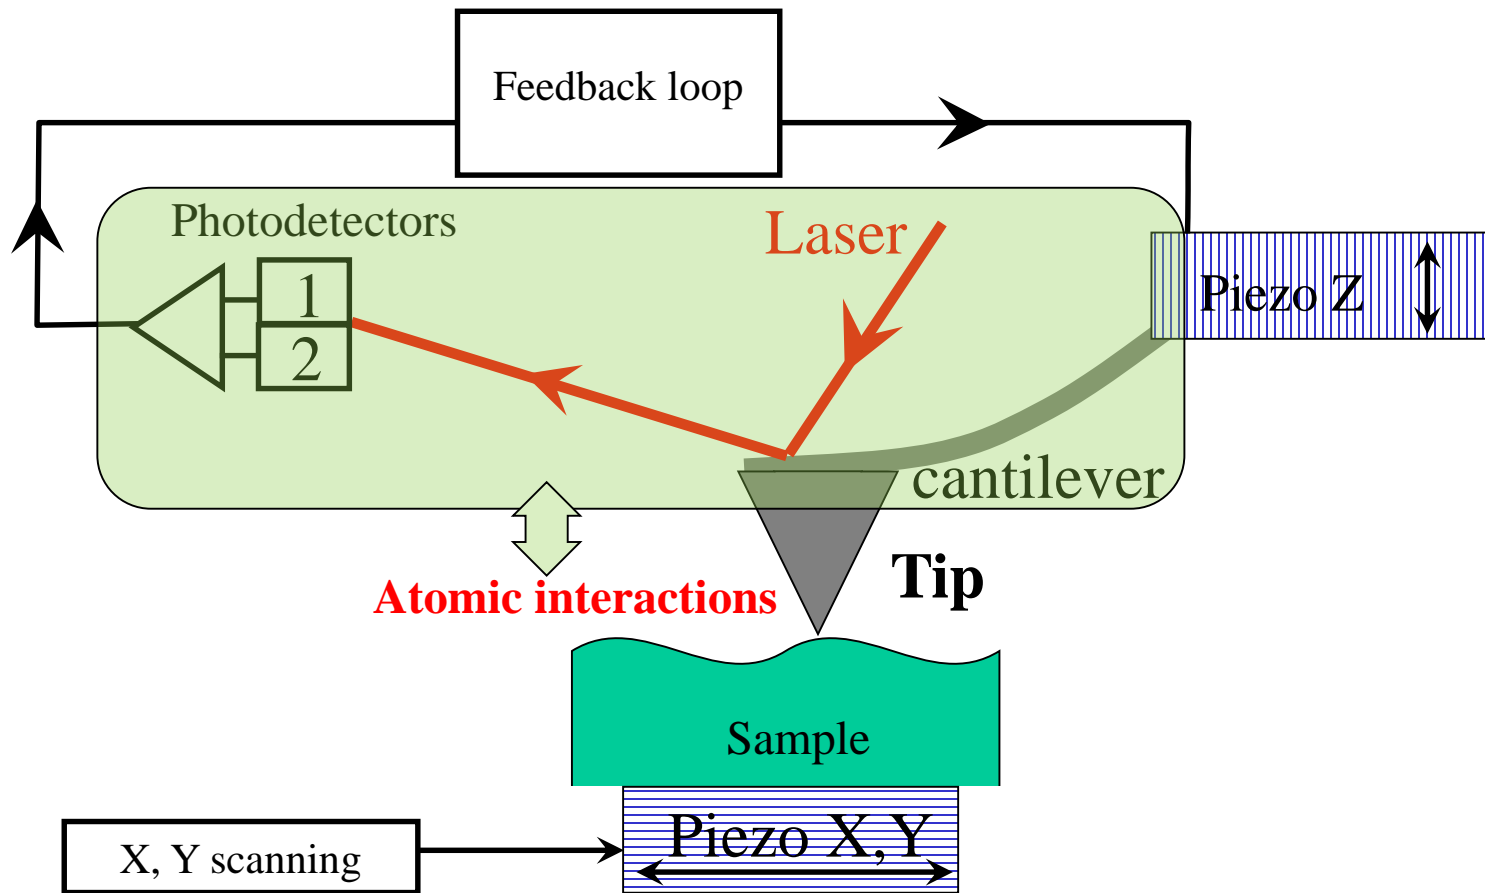 Feedback loop
Photodetectors
Laser
1
2
Piezo Z
cantilever
Tip
Atomic interactions
Sample
Piezo X,Y
X, Y scanning